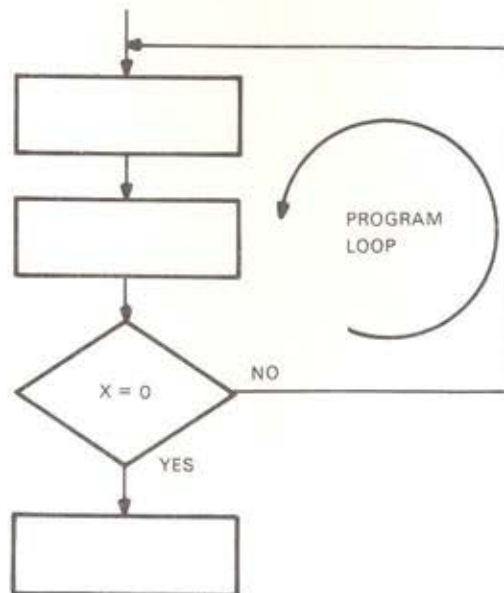 PROGRAM
LOOP
X = 0
NO
YES